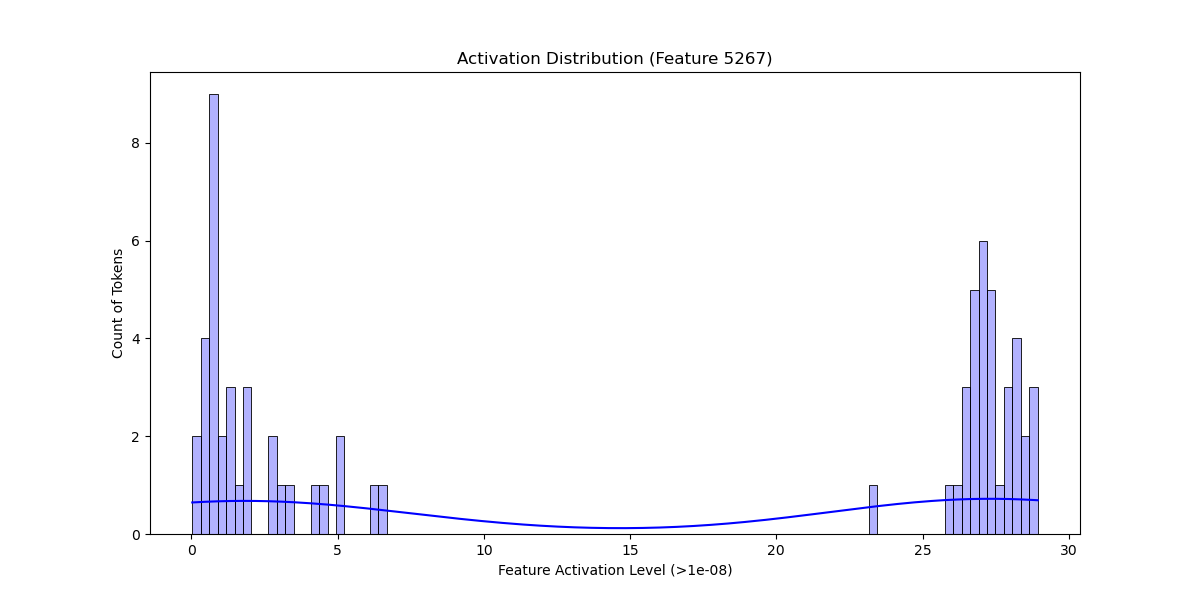 Activation Distribution (Feature 5267)
8
6
4
2
0
Count of Tokens
0 5 10 15 20 25 30
Feature Activation Level (>1e-08)